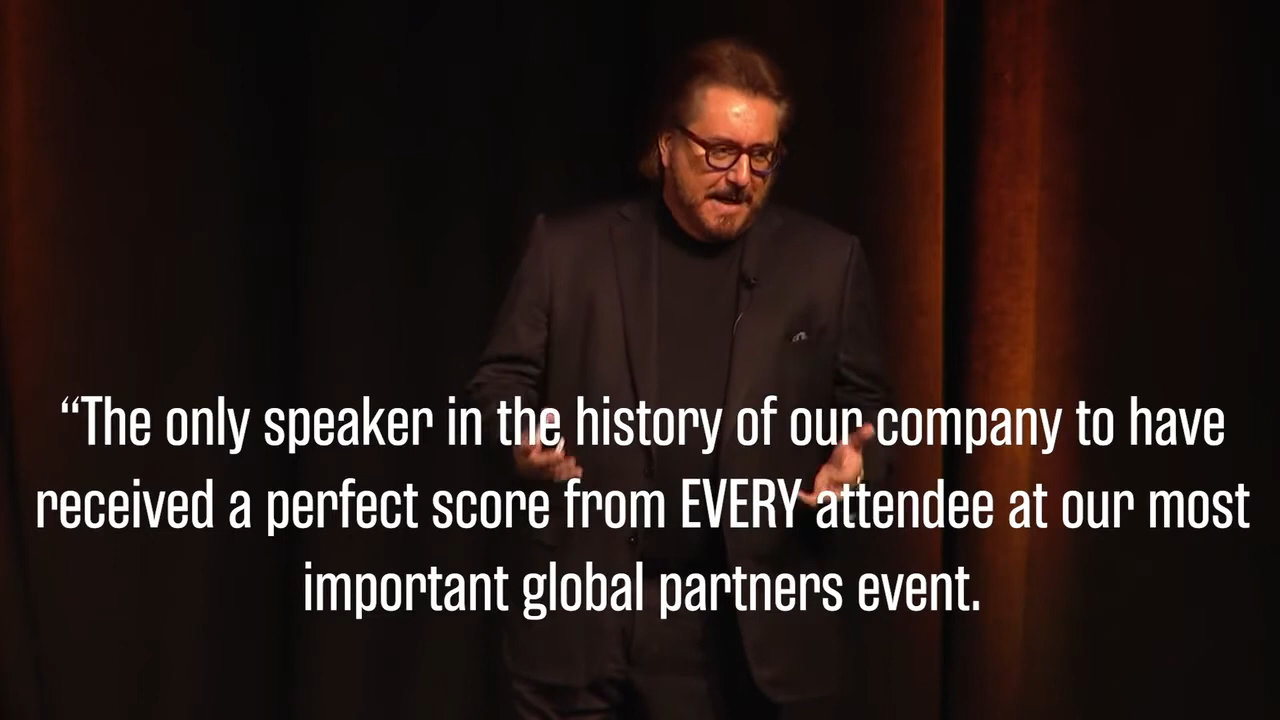 “The only speaker in the history of our company to have
received a perfect score from EVERY attendee at our most
important global partners event.